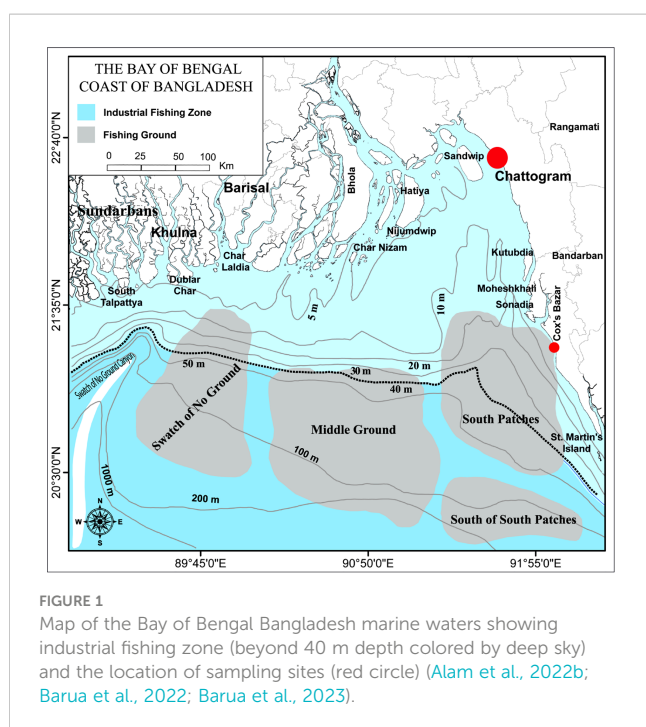 THE BAY OF BENGAL
COAST OF BANGLADESH
Industrial Fishing Zone
Fishing Ground
0 25 50 100
Km
22°40'0"N
21°35'0"N
20°30'0"N
Rangamati
Sandwip
Chattogram
Barisal
Bhola
Hatiya
Sundarbans
Khulna
Nijumdwip
Char Nizam
Char
Laldia
Kutubdia
Bandarban
South
Talpattya
Dublar
Char
Moheshkhali
Sonadia
5 m
10 m
Cox's Bazar
Swatch of No Ground Canyon
50 m
30 m
20 m
40 m
Swatch of No Ground
Middle Ground
South Patches
St. Martin's
Island
100 m
1000 m
200 m
South of South Patches
N
W E
S
89°45'0"E 90°50'0"E 91°55'0"E
FIGURE 1
Map of the Bay of Bengal Bangladesh marine waters showing
industrial fishing zone (beyond 40 m depth colored by deep sky)
and the location of sampling sites (red circle) (Alam et al., 2022b;
Barua et al., 2022; Barua et al., 2023).